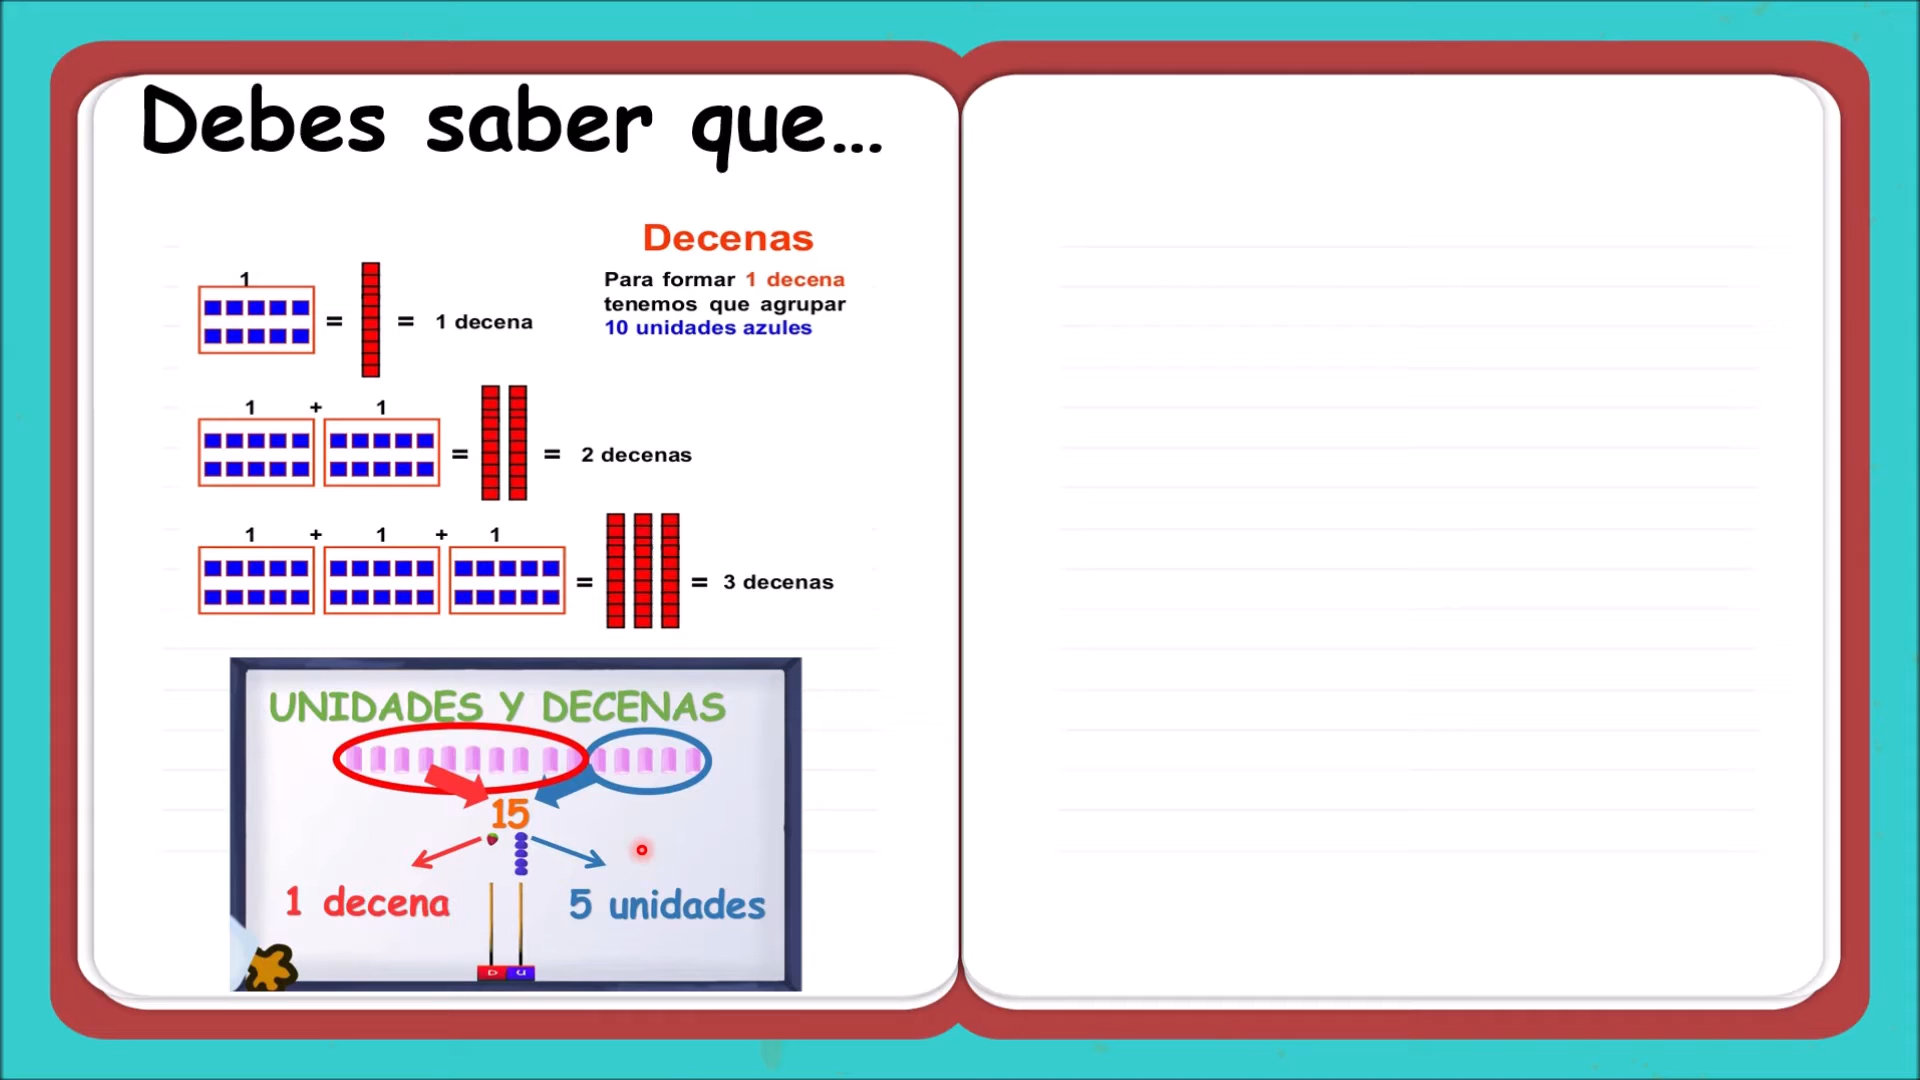 Debes saber que...
Decenas
Para formar 1 decena
tenemos que agrupar
10 unidades azules
1
= = 1 decena
1 + 1
= = 2 decenas
1 + 1 + 1
= = 3 decenas
UNIDADES Y DECENAS
15
1 decena
5 unidades
D U